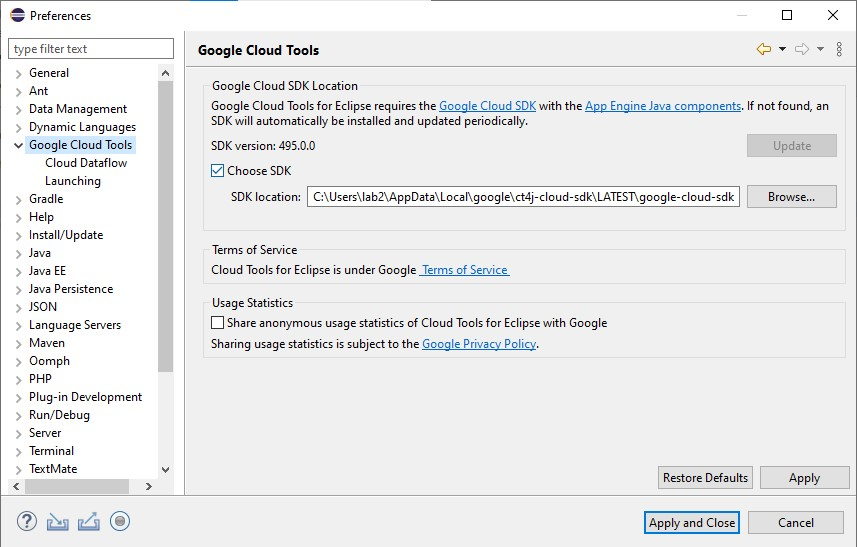 Preferences
type filter text
General
Ant
Data Management
Dynamic Languages
Google Cloud Tools
Cloud Dataflow
Launching
Gradle
Help
Install/Update
Java
Java EE
Java Persistence
JSON
Language Servers
Maven
Oomph
PHP
Plug-in Development
Run/Debug
Server
Terminal
TextMate
Google Cloud Tools
Google Cloud SDK Location
Google Cloud Tools for Eclipse requires the Google Cloud SDK with the App Engine Java components. If not found, an
SDK will automatically be installed and updated periodically.
SDK version: 495.0.0
Update
Choose SDK
SDK location: C:\Users\lab2\AppData\Local\google\ct4j-cloud-sdk\LATEST\google-cloud-sdk Browse...
Terms of Service
Cloud Tools for Eclipse is under Google Terms of Service
Usage Statistics
Share anonymous usage statistics of Cloud Tools for Eclipse with Google
Sharing usage statistics is subject to the Google Privacy Policy.
Restore Defaults Apply
? Apply and Close Cancel